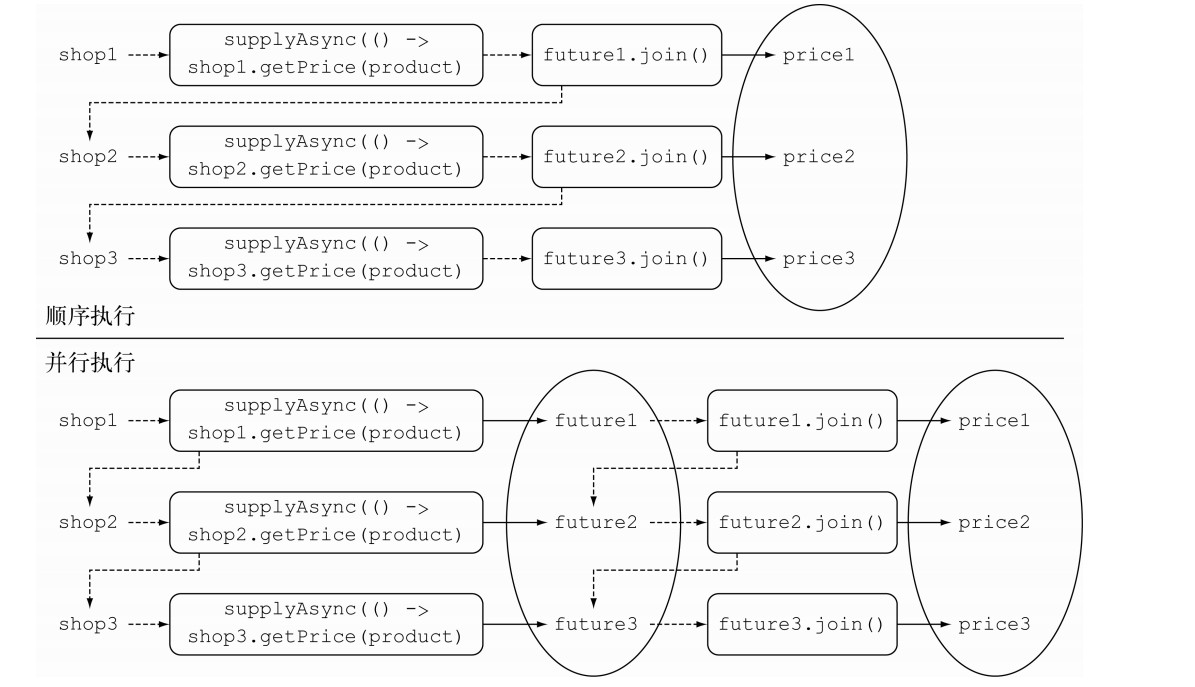 shop1
supplyAsync(() ->
shop1.getPrice(product)
future1.join()
price1
shop2
supplyAsync(() ->
shop2.getPrice(product)
future2.join()
price2
shop3
supplyAsync(() ->
shop3.getPrice(product)
future3.join()
price3
顺序执行
并行执行
shop1
supplyAsync(() ->
shop1.getPrice(product)
future1
future1.join()
price1
shop2
supplyAsync(() ->
shop2.getPrice(product)
future2
future2.join()
price2
shop3
supplyAsync(() ->
shop3.getPrice(product)
future3
future3.join()
price3